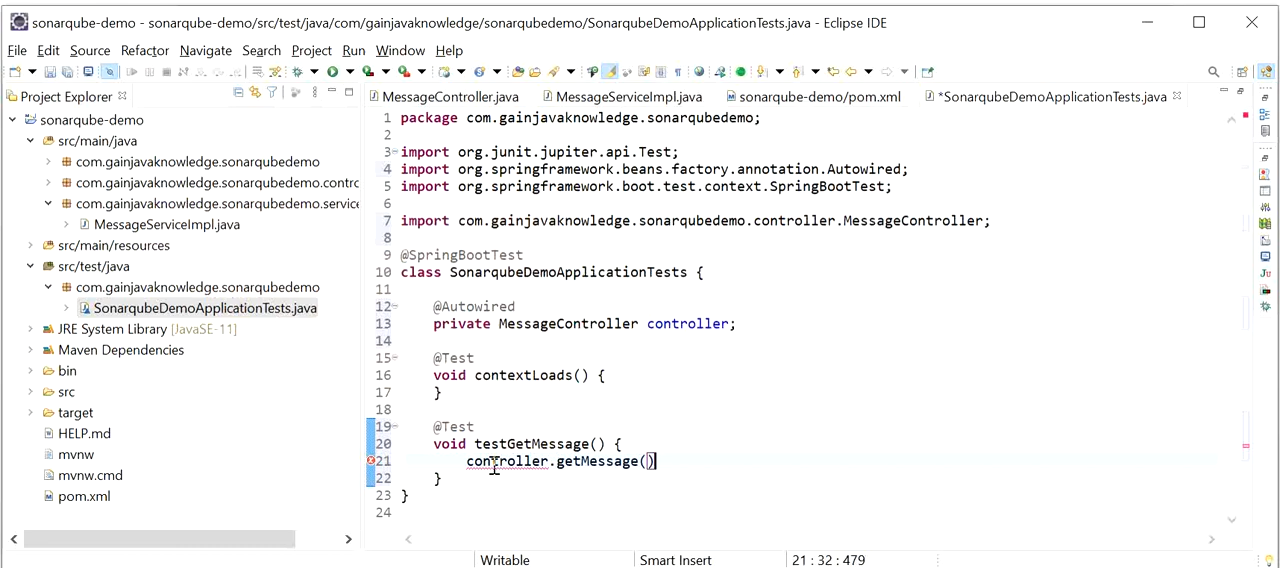 sonarqube-demo - sonarqube-demo/src/test/java/com/gainjavaknowledge/sonarqubedemo/SonarqubeDemoApplicationTests.java - Eclipse IDE
File Edit Source Refactor Navigate Search Project Run Window Help
Project Explorer
sonarqube-demo
src/main/java
com.gainjavaknowledge.sonarqubedemo
com.gainjavaknowledge.sonarqubedemo.contrc
com.gainjavaknowledge.sonarqubedemo.service
MessageServiceImpl.java
src/main/resources
src/test/java
com.gainjavaknowledge.sonarqubedemo
SonarqubeDemoApplicationTests.java
JRE System Library [JavaSE-11]
Maven Dependencies
bin
src
target
HELP.md
mvnw
mvnw.cmd
pom.xml
MessageController.java MessageServiceImpl.java sonarqube-demo/pom.xml *SonarqubeDemoApplicationTests.java
1 package com.gainjavaknowledge.sonarqubedemo;
2
3 import org.junit.jupiter.api.Test;
4 import org.springframework.beans.factory.annotation.Autowired;
5 import org.springframework.boot.test.context.SpringBootTest;
6
7 import com.gainjavaknowledge.sonarqubedemo.controller.MessageController;
8
9 @SpringBootTest
10 class SonarqubeDemoApplicationTests {
11
12 @Autowired
13 private MessageController controller;
14
15 @Test
16 void contextLoads() {
17 }
18
19 @Test
20 void testGetMessage() {
21 controller.getMessage()
22 }
23 }
24
Writable Smart Insert 21 : 32 : 479